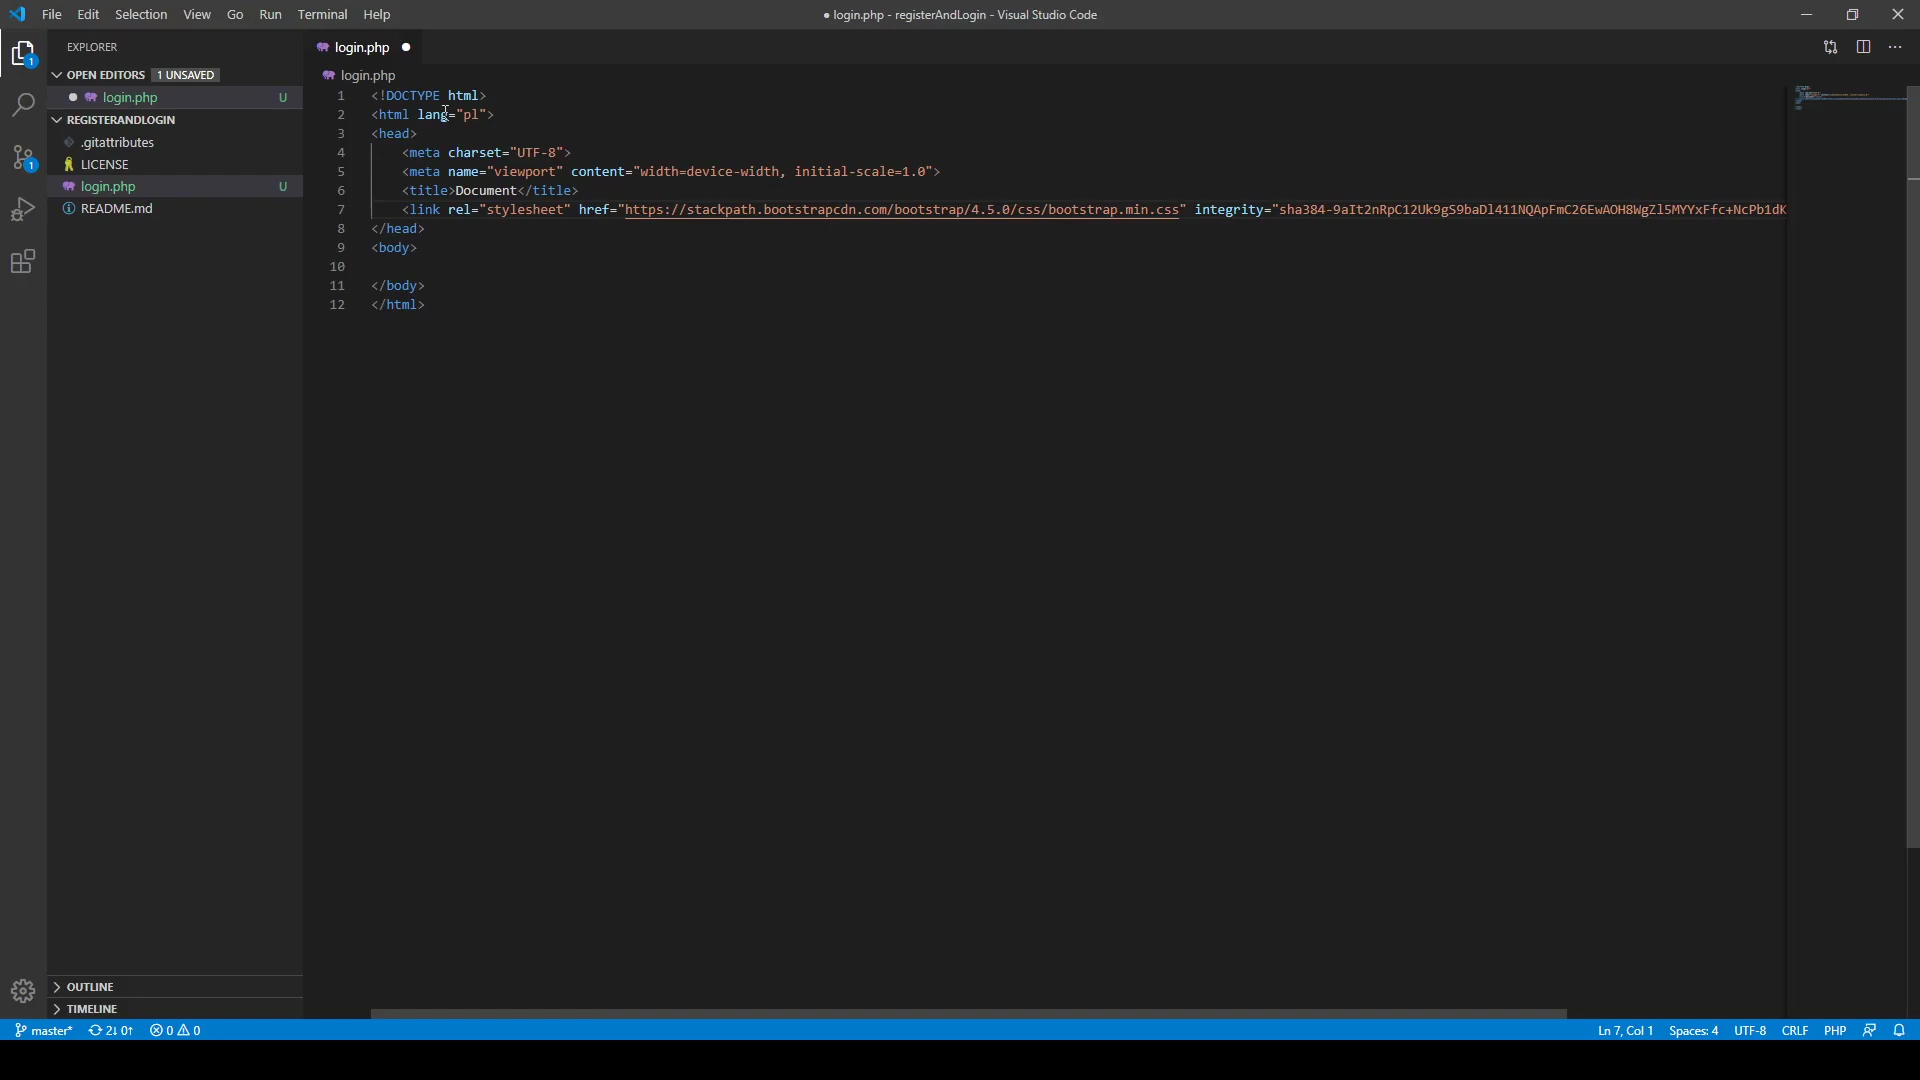 File Edit Selection View Go Run Terminal Help
● login.php - registerAndLogin - Visual Studio Code
EXPLORER
OPEN EDITORS 1 UNSAVED
login.php U
REGISTERANDLOGIN
.gitattributes
LICENSE
login.php U
README.md
OUTLINE
TIMELINE
login.php
login.php
1 <!DOCTYPE html>
2 <html lang="pl">
3 <head>
4 <meta charset="UTF-8">
5 <meta name="viewport" content="width=device-width, initial-scale=1.0">
6 <title>Document</title>
7 <link rel="stylesheet" href="https://stackpath.bootstrapcdn.com/bootstrap/4.5.0/css/bootstrap.min.css" integrity="sha384-9aIt2nRpC12Uk9gS9baDl411NQApFmC26EwAOH8WgZl5MYYxFfc+NcPb1dK
8 </head>
9 <body>
10
11 </body>
12 </html>
1
1
master* 2↓ 0↑ 0 0
Ln 7, Col 1 Spaces: 4 UTF-8 CRLF PHP